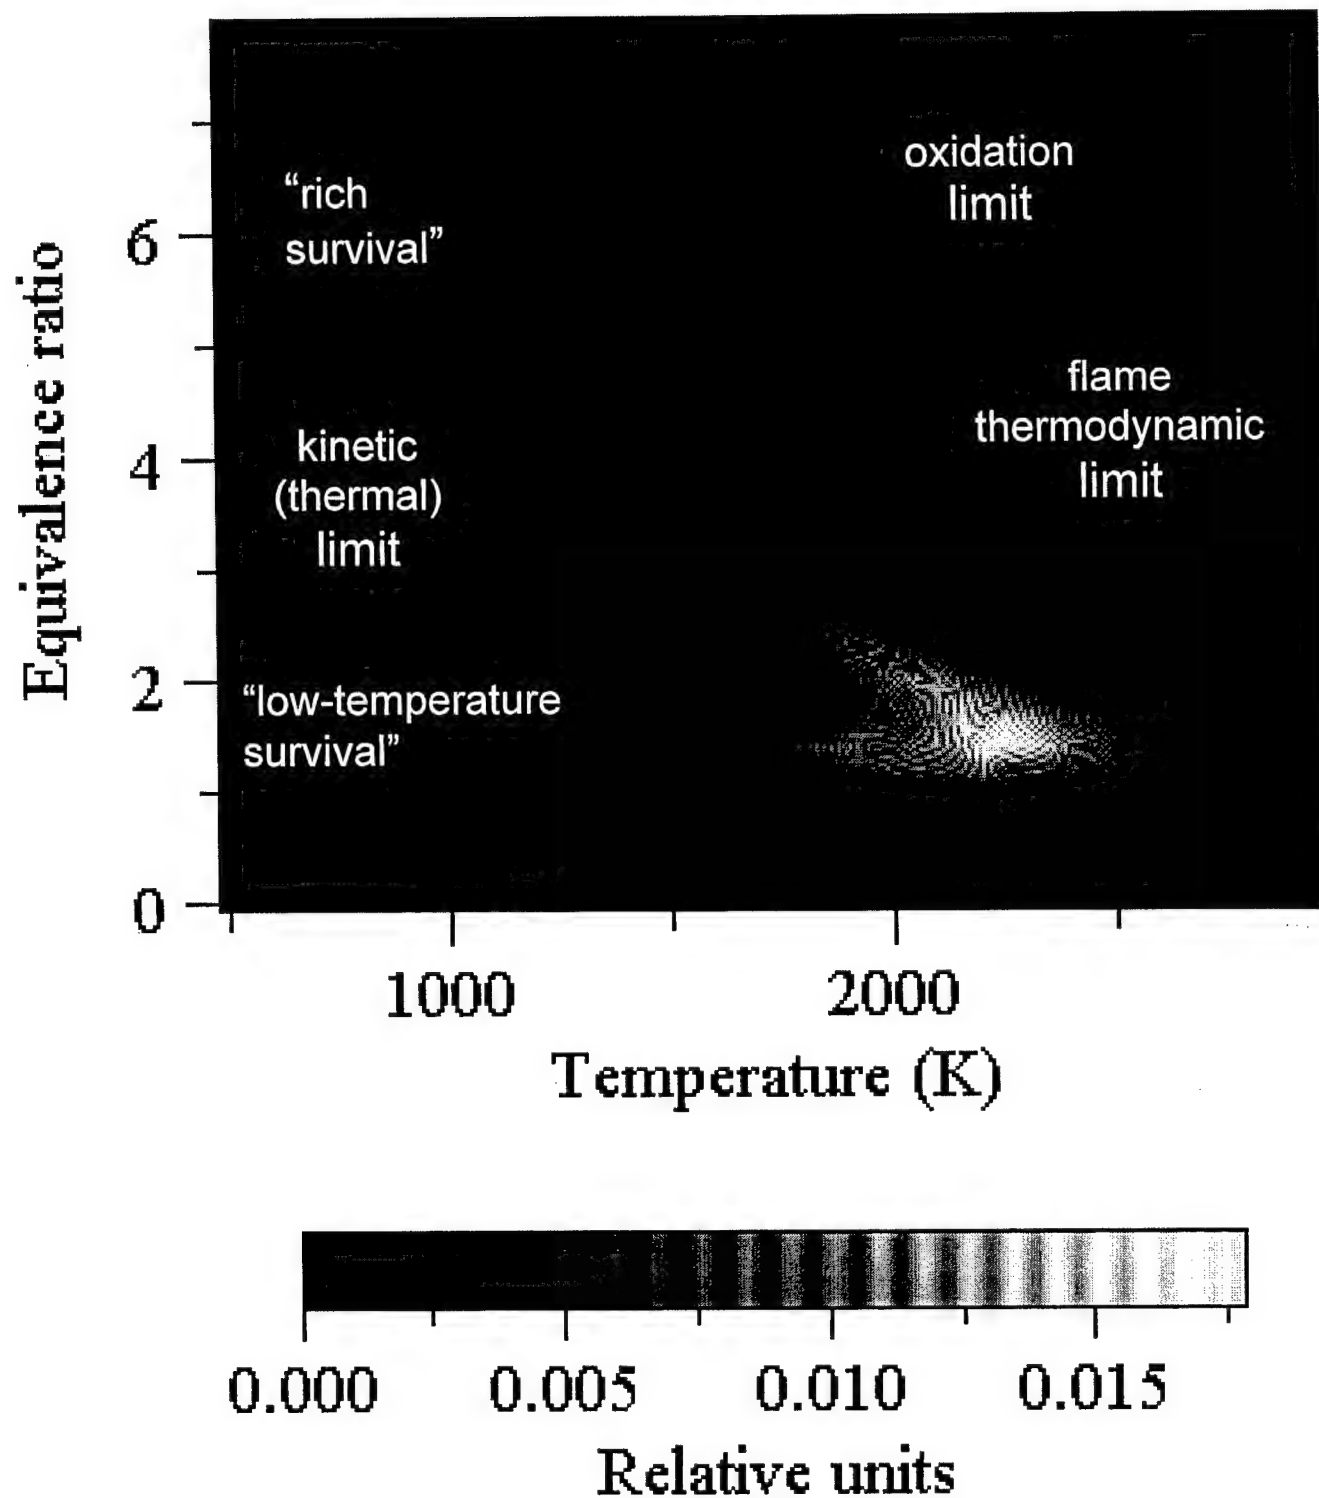 Equivalence ratio
6
4
2
0
“rich
survival”
oxidation
limit
flame
thermodynamic
limit
kinetic
(thermal)
limit
“low-temperature
survival”
1000
2000
Temperature (K)
0.000
0.005
0.010
0.015
Relative units